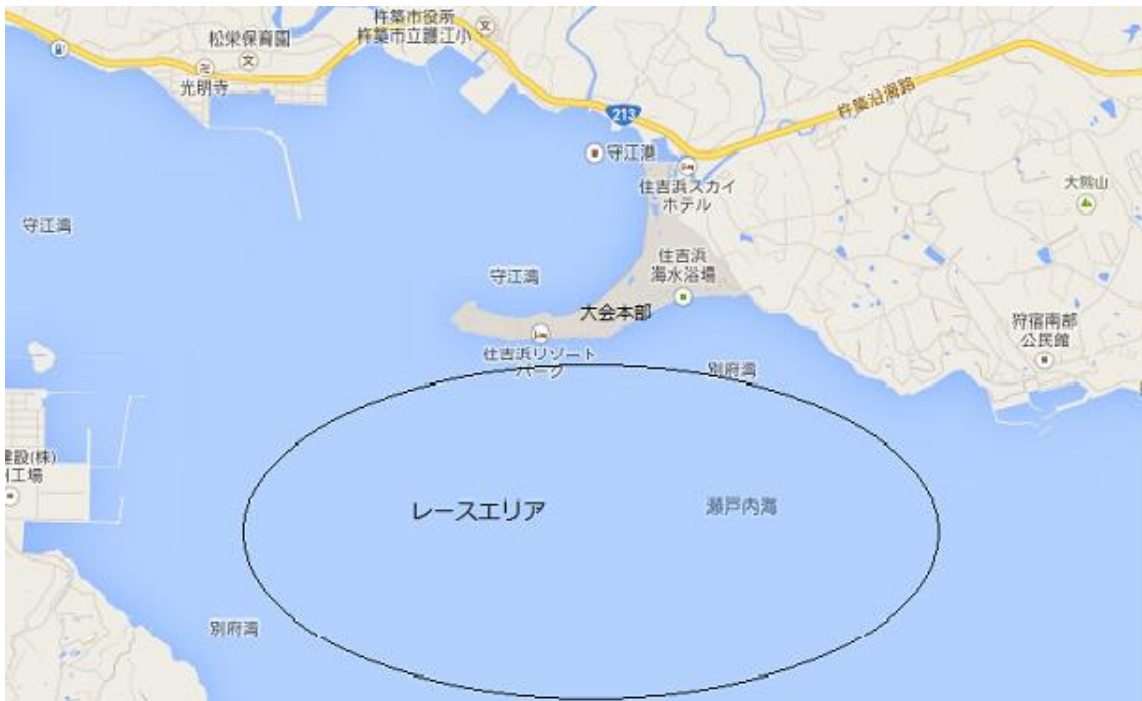 杵築市役所
杵築市立護江小
松栄保育園
光明寺
213
杵築沿海路
守江港
住吉浜スカイ
ホテル
大熊山
守江湾
住吉浜
海水浴場
守江湾
大会本部
狩宿南部
公民館
住吉浜リゾート
パーク
別府湾
建設(株)
工場
レースエリア
瀬戸内海
別府湾